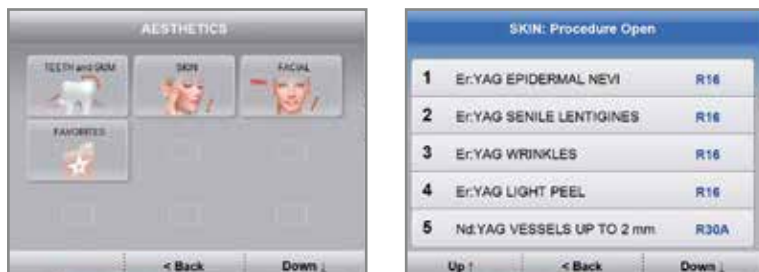 AESTHETICS
TEETH and SKIN
SKIN
FACIAL
FAVORITES
< Back
Down ↓
SKIN: Procedure Open
1 Er:YAG EPIDERMAL NEVI R16
2 Er:YAG SENILE LENTIGINES R16
3 Er:YAG WRINKLES R16
4 Er:YAG LIGHT PEEL R16
5 Nd:YAG VESSELS UP TO 2 mm R30A
Up ↑
< Back
Down ↓